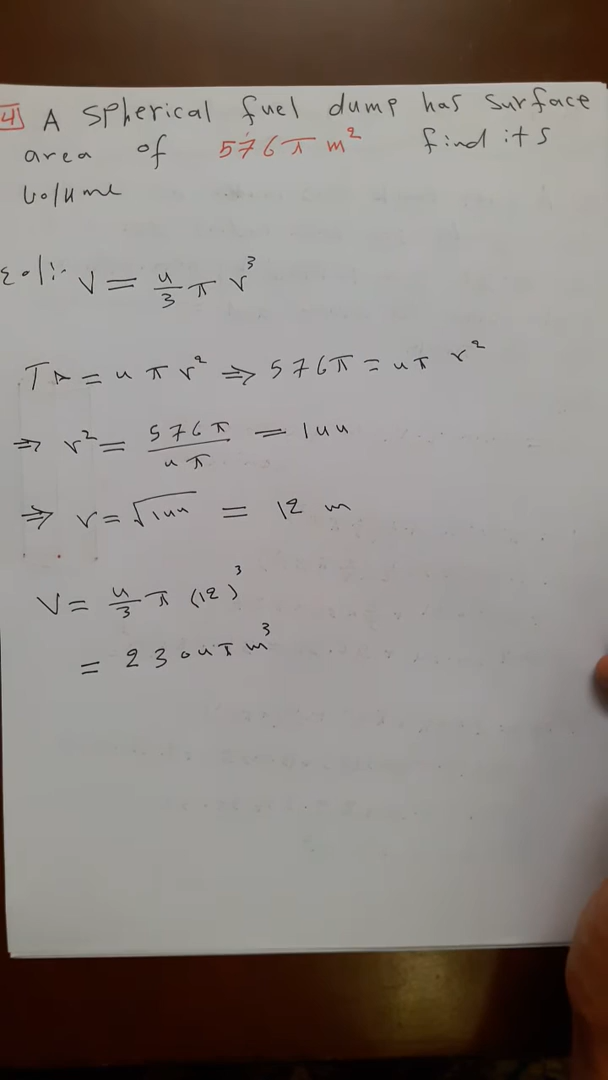 4 A spherical fuel dump has surface
area of 576π m² find its
volume
Sol:- V = 4/3 π r³
TA = 4 π r² ⇒ 576π = 4π r²
⇒ r² = 576π/4π = 144
⇒ r = √144 = 12 m
V = 4/3 π (12)³
= 2304π m³